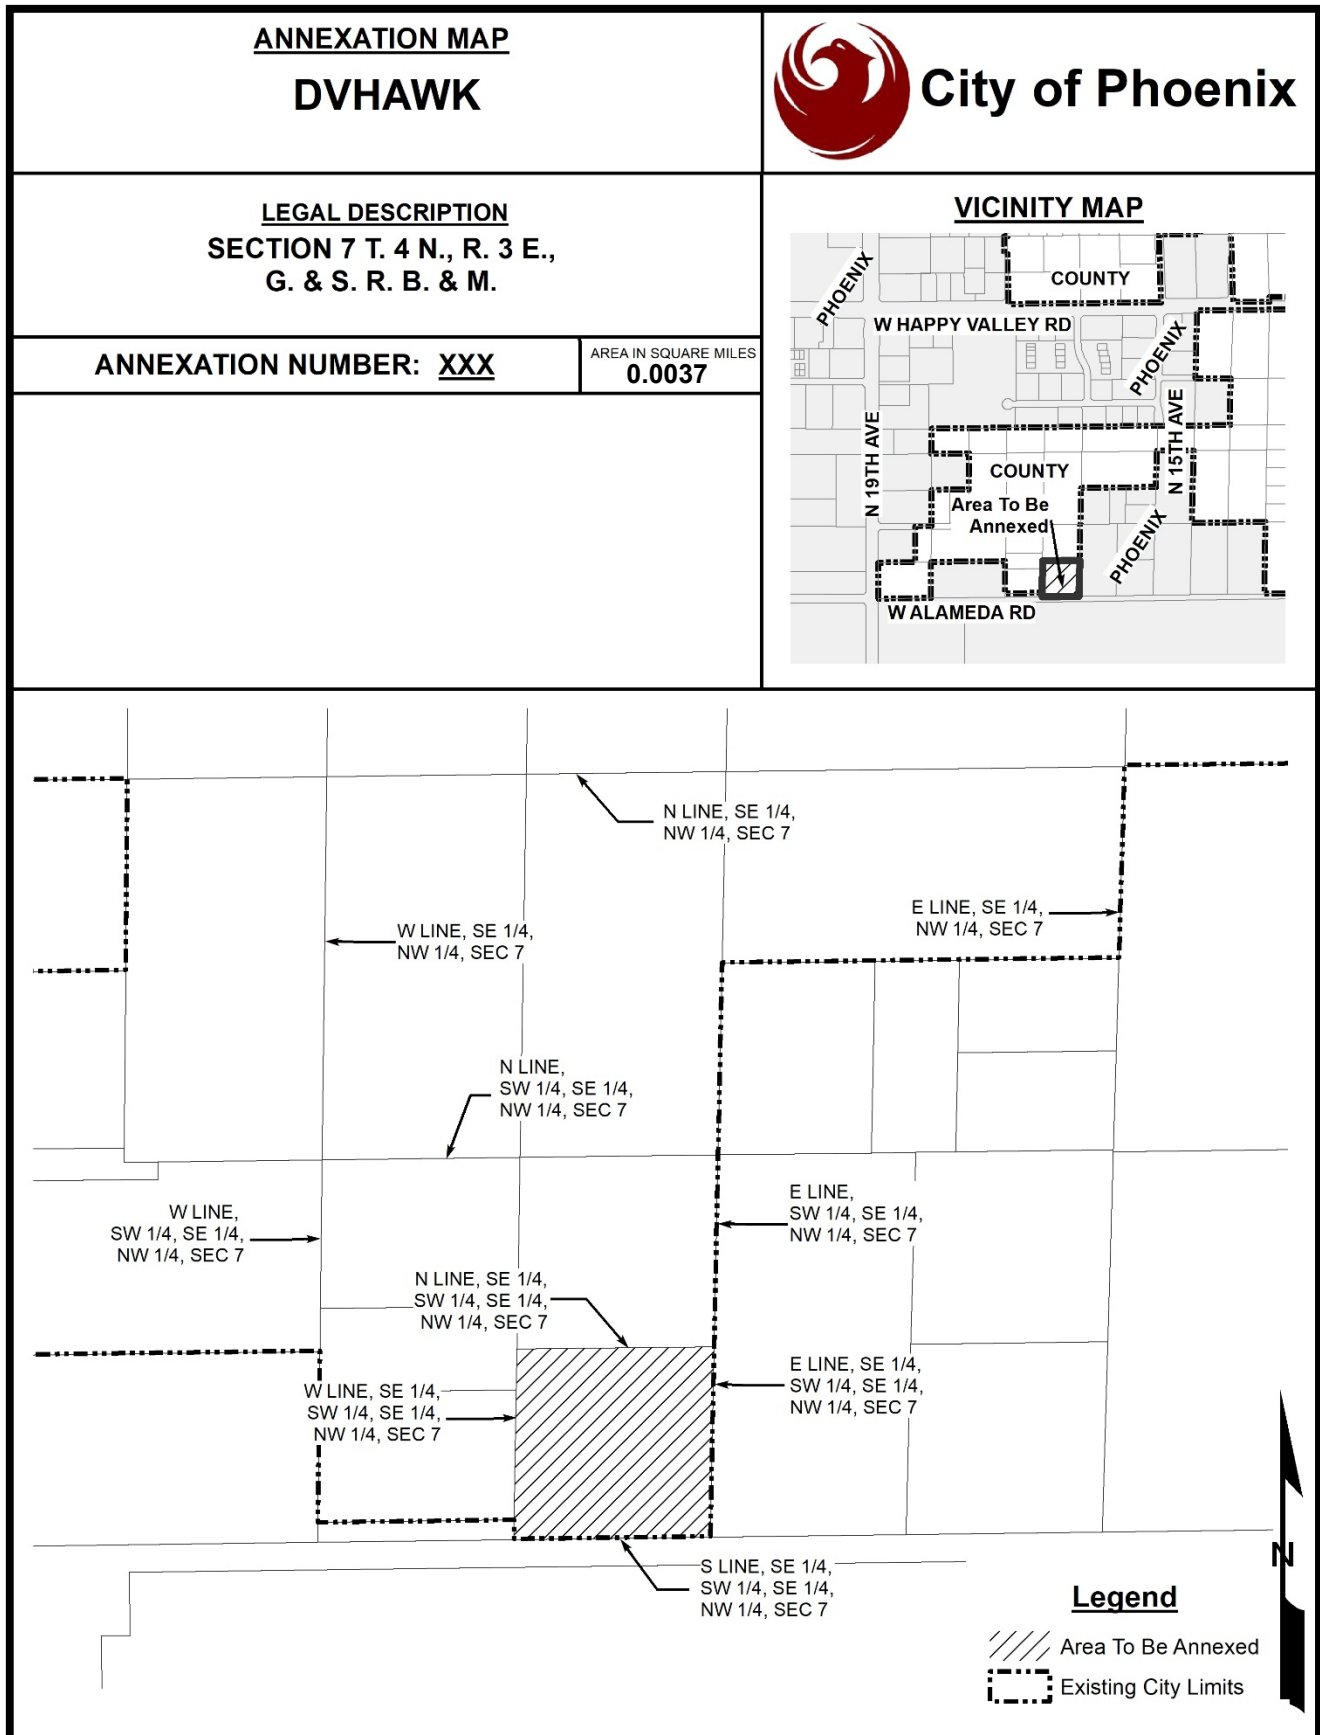 ANNEXATION MAP
DVHAWK
City of Phoenix
LEGAL DESCRIPTION
SECTION 7 T. 4 N., R. 3 E.,
G. & S. R. B. & M.
ANNEXATION NUMBER: XXX
AREA IN SQUARE MILES
0.0037
VICINITY MAP
PHOENIX
COUNTY
W HAPPY VALLEY RD
PHOENIX
N 19TH AVE
N 15TH AVE
COUNTY
Area To Be
Annexed
PHOENIX
W ALAMEDA RD
N LINE, SE 1/4,
NW 1/4, SEC 7
E LINE, SE 1/4,
NW 1/4, SEC 7
W LINE, SE 1/4,
NW 1/4, SEC 7
N LINE,
SW 1/4, SE 1/4,
NW 1/4, SEC 7
W LINE,
SW 1/4, SE 1/4,
NW 1/4, SEC 7
E LINE,
SW 1/4, SE 1/4,
NW 1/4, SEC 7
N LINE, SE 1/4,
SW 1/4, SE 1/4,
NW 1/4, SEC 7
W LINE, SE 1/4,
SW 1/4, SE 1/4,
NW 1/4, SEC 7
E LINE, SE 1/4,
SW 1/4, SE 1/4,
NW 1/4, SEC 7
S LINE, SE 1/4,
SW 1/4, SE 1/4,
NW 1/4, SEC 7
N
Legend
Area To Be Annexed
Existing City Limits